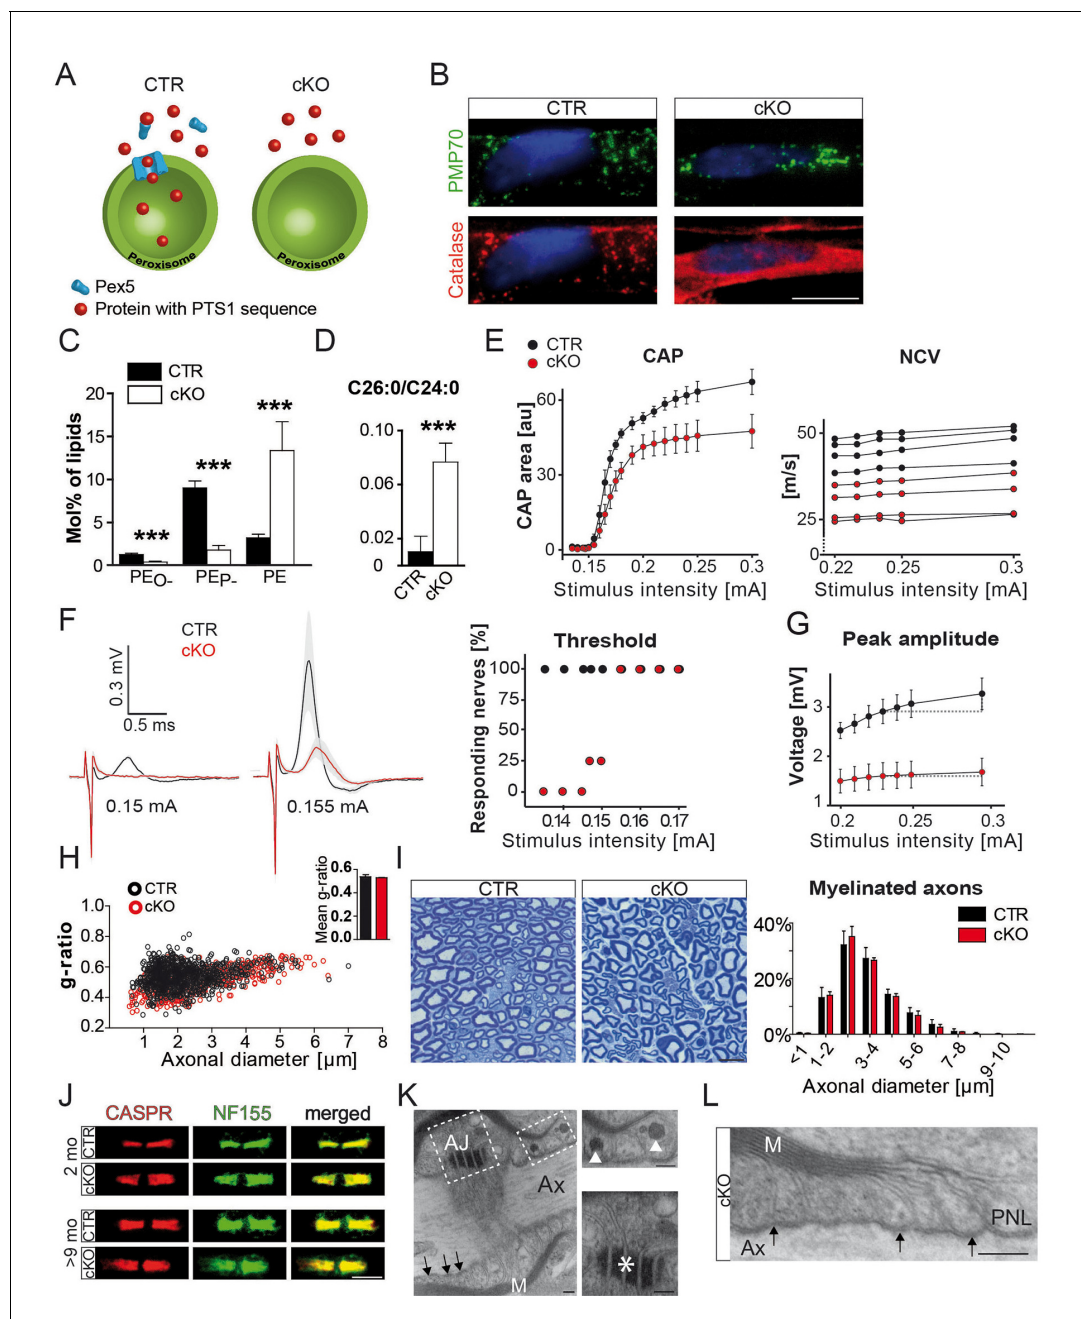 A
CTR
cKO
Peroxisome
Peroxisome
Pex5
Protein with PTS1 sequence
B
CTR
cKO
PMP70
Catalase
C
CTR
cKO
Mol% of lipids
20
15
10
5
0
***
***
***
PEO-
PEP-
PE
D
C26:0/C24:0
0.10
0.06
0.02
0
***
CTR
cKO
E
CTR
cKO
CAP
CAP area [au]
60
30
0
0.15
0.2
0.25
0.3
Stimulus intensity [mA]
NCV
[m/s]
50
25
0
0.22
0.25
0.3
Stimulus intensity [mA]
F
CTR
cKO
0.3 mV
0.5 ms
0.15 mA
0.155 mA
Threshold
Responding nerves [%]
100
75
50
25
0
0.14
0.15
0.16
0.17
Stimulus intensity [mA]
G
Peak amplitude
Voltage [mV]
3
2
1
0.2
0.25
0.3
Stimulus intensity [mA]
H
CTR
cKO
g-ratio
1.0
0.8
0.6
0.4
0.2
1 2 3 4 5 6 7 8
Axonal diameter [µm]
Mean g-ratio
0.6
0.4
0.2
0.0
I
CTR
cKO
Myelinated axons
CTR
cKO
40%
20%
0%
<1
1-2
3-4
5-6
7-8
9-10
Axonal diameter [µm]
J
CASPR
NF155
merged
2 mo
CTR
cKO
>9 mo
CTR
cKO
K
AJ
Ax
M
*
L
cKO
M
PNL
Ax